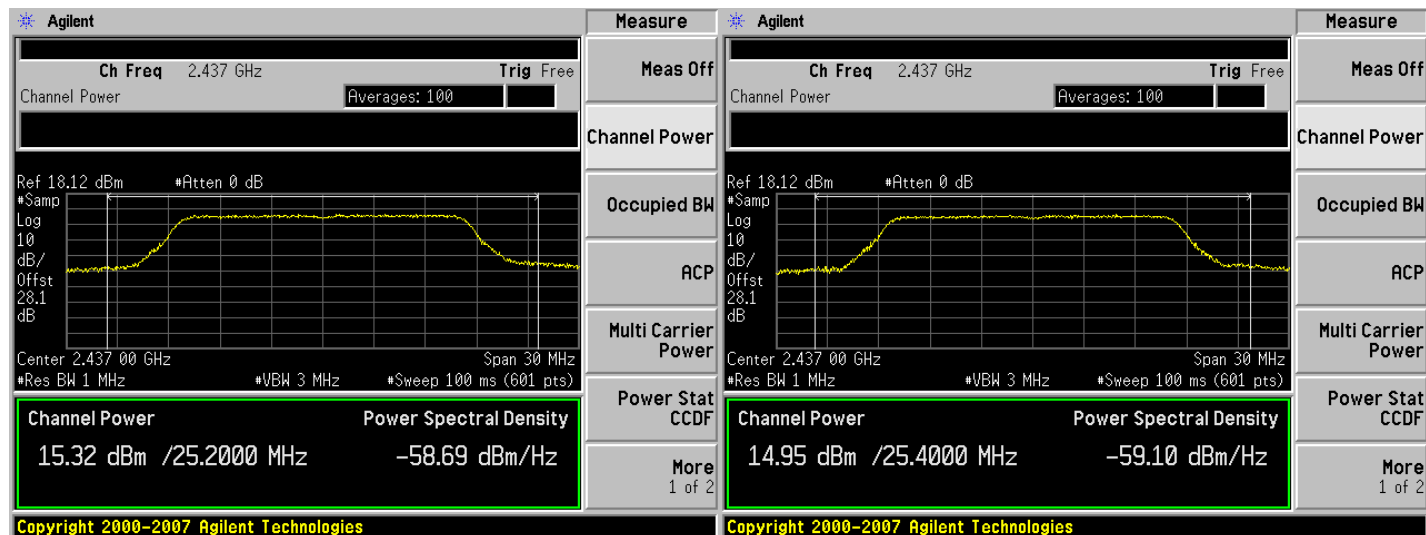 Agilent
Measure
Ch Freq 2.437 GHz Trig Free
Meas Off
Channel Power Averages: 100
Channel Power
Ref 18.12 dBm #Atten 0 dB
#Samp
Log
10
dB/
Offst
28.1
dB
Occupied BW
ACP
Multi Carrier
Power
Center 2.437 00 GHz Span 30 MHz
#Res BW 1 MHz #VBW 3 MHz #Sweep 100 ms (601 pts)
Power Stat
CCDF
Channel Power Power Spectral Density
15.32 dBm /25.2000 MHz -58.69 dBm/Hz
More
1 of 2
Copyright 2000-2007 Agilent Technologies
Agilent
Measure
Ch Freq 2.437 GHz Trig Free
Meas Off
Channel Power Averages: 100
Channel Power
Ref 18.12 dBm #Atten 0 dB
#Samp
Log
10
dB/
Offst
28.1
dB
Occupied BW
ACP
Multi Carrier
Power
Center 2.437 00 GHz Span 30 MHz
#Res BW 1 MHz #VBW 3 MHz #Sweep 100 ms (601 pts)
Power Stat
CCDF
Channel Power Power Spectral Density
14.95 dBm /25.4000 MHz -59.10 dBm/Hz
More
1 of 2
Copyright 2000-2007 Agilent Technologies